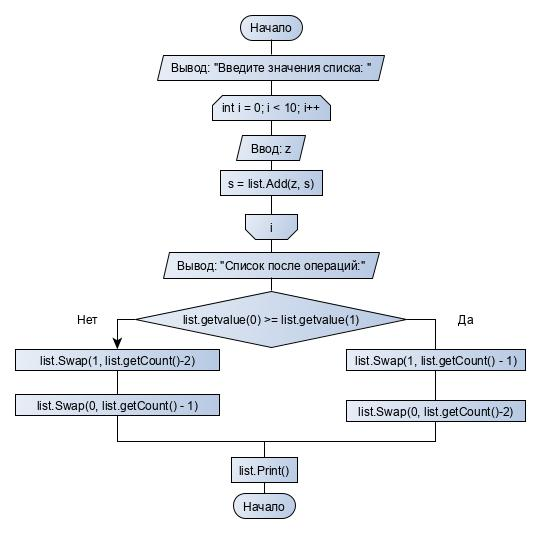 Начало
Вывод: "Введите значения списка: "
int i = 0; i < 10; i++
Ввод: z
s = list.Add(z, s)
i
Вывод: "Список после операций:"
list.getvalue(0) >= list.getvalue(1)
Нет
Да
list.Swap(1, list.getCount()-2)
list.Swap(1, list.getCount() - 1)
list.Swap(0, list.getCount() - 1)
list.Swap(0, list.getCount()-2)
list.Print()
Начало